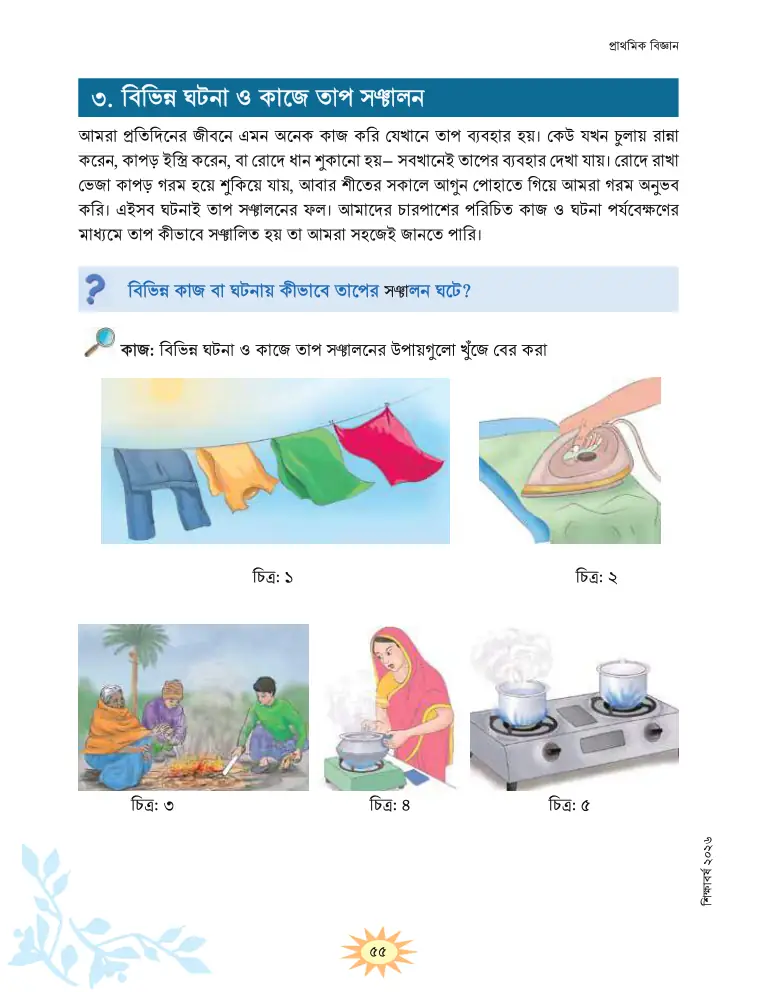 প্রাথমিক বিজ্ঞান
৩. বিভিন্ন ঘটনা ও কাজে তাপ সঞ্চালন
আমরা প্রতিদিনের জীবনে এমন অনেক কাজ করি যেখানে তাপ ব্যবহার হয়। কেউ যখন চুলায় রান্না
করেন, কাপড় ইস্ত্রি করেন, বা রোদে ধান শুকানো হয়– সবখানেই তাপের ব্যবহার দেখা যায়। রোদে রাখা
ভেজা কাপড় গরম হয়ে শুকিয়ে যায়, আবার শীতের সকালে আগুন পোহাতে গিয়ে আমরা গরম অনুভব
করি। এইসব ঘটনাই তাপ সঞ্চালনের ফল। আমাদের চারপাশের পরিচিত কাজ ও ঘটনা পর্যবেক্ষণের
মাধ্যমে তাপ কীভাবে সঞ্চালিত হয় তা আমরা সহজেই জানতে পারি।
? বিভিন্ন কাজ বা ঘটনায় কীভাবে তাপের সঞ্চালন ঘটে?
কাজ: বিভিন্ন ঘটনা ও কাজে তাপ সঞ্চালনের উপায়গুলো খুঁজে বের করা
চিত্র: ১
চিত্র: ২
চিত্র: ৩
চিত্র: ৪
চিত্র: ৫
শিক্ষাবর্ষ ২০২৬
৫৫